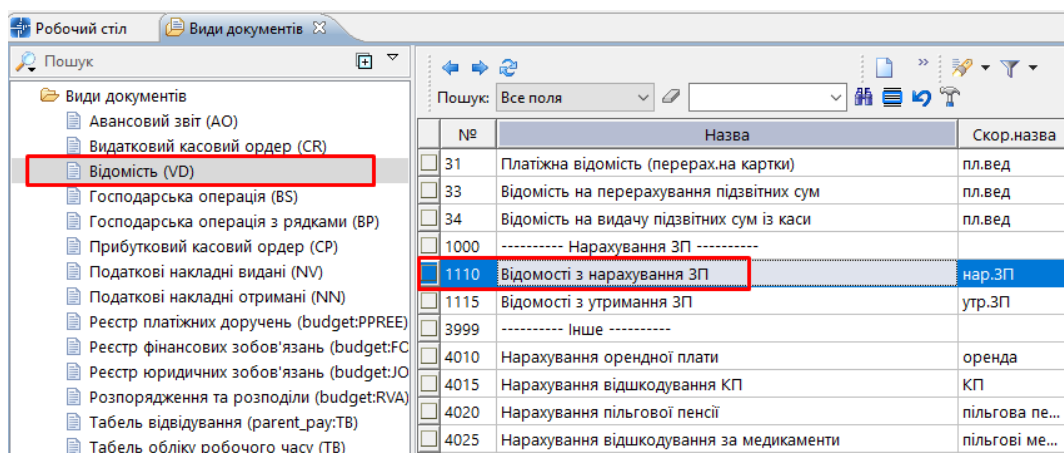 Робочий стіл
Види документів
Пошук
Види документів
Авансовий звіт (АО)
Видатковий касовий ордер (CR)
Відомість (VD)
Господарська операція (BS)
Господарська операція з рядками (BP)
Прибутковий касовий ордер (CP)
Податкові накладні видані (NV)
Податкові накладні отримані (NN)
Реєстр платіжних доручень (budget:PPREE)
Реєстр фінансових зобов'язань (budget:FO
Реєстр юридичних зобов'язань (budget:JO
Розпорядження та розподіли (budget:RVA)
Табель відвідування (parent_pay:TB)
Табель обліку робочого часу (TB)
Пошук: Все поля
№ Назва Скор.назва
31 Платіжна відомість (перерах.на картки) пл.вед
33 Відомість на перерахування підзвітних сум пл.вед
34 Відомість на видачу підзвітних сум із каси пл.вед
1000 ---------- Нарахування ЗП ----------
1110 Відомості з нарахування ЗП нар.ЗП
1115 Відомості з утримання ЗП утр.ЗП
3999 ---------- Інше ----------
4010 Нарахування орендної плати оренда
4015 Нарахування відшкодування КП КП
4020 Нарахування пільгової пенсії пільгова пе...
4025 Нарахування відшкодування за медикаменти пільгові ме...